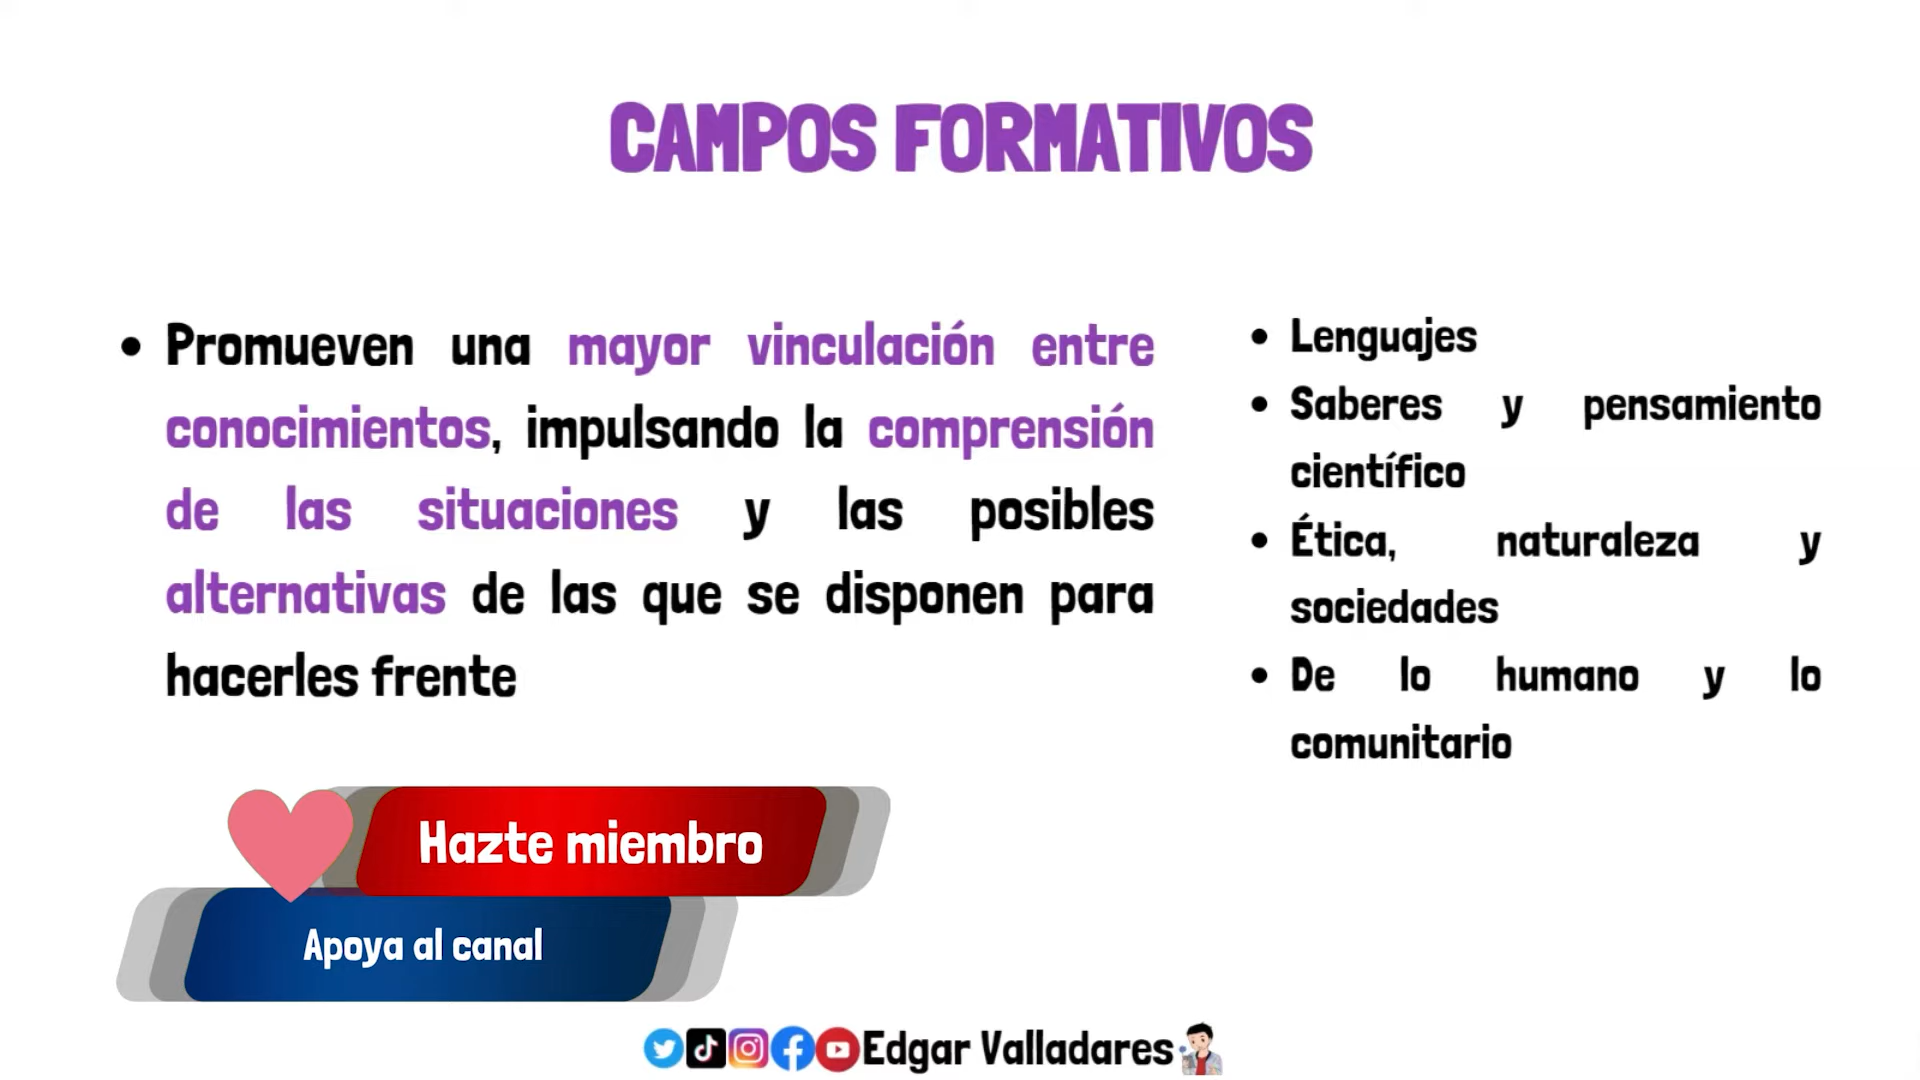 CAMPOS FORMATIVOS
• Promueven una mayor vinculación entre
conocimientos, impulsando la comprensión
de las situaciones y las posibles
alternativas de las que se disponen para
hacerles frente
• Lenguajes
• Saberes y pensamiento
científico
• Ética, naturaleza y
sociedades
• De lo humano y lo
comunitario
Hazte miembro
Apoya al canal
Edgar Valladares